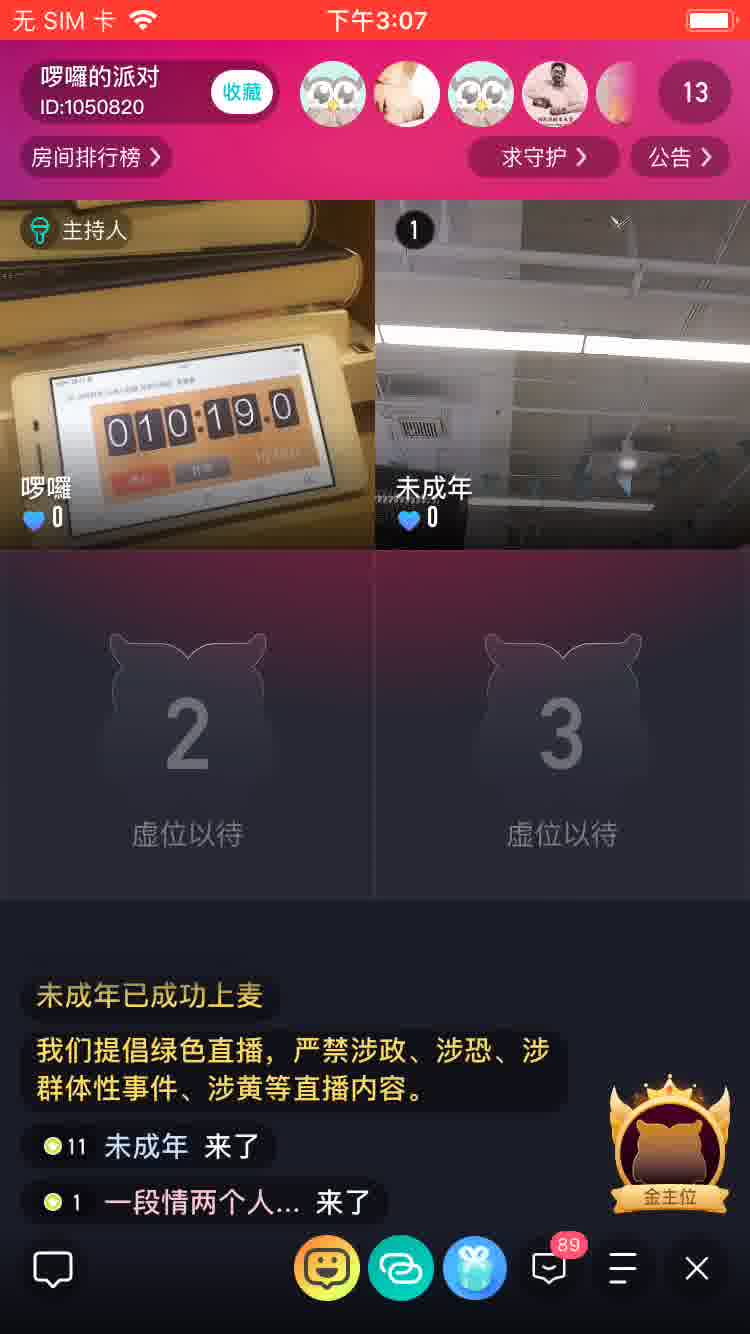 无 SIM 卡
下午3:07
啰囉的派对
ID:1050820
收藏
13
房间排行榜
求守护
公告
主持人
1
010:19.0
啰囉
0
未成年
0
2
3
虚位以待
虚位以待
未成年已成功上麦
我们提倡绿色直播，严禁涉政、涉恐、涉
群体性事件、涉黄等直播内容。
11 未成年 来了
1 一段情两个人... 来了
金主位
89